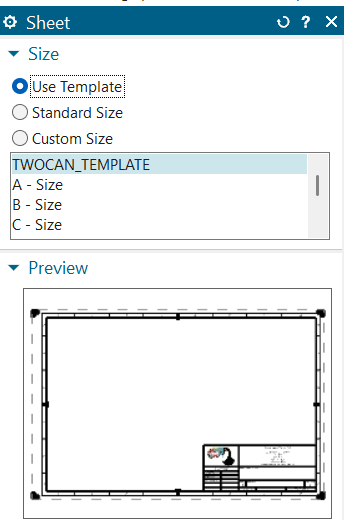 Sheet
?
Size
Use Template
Standard Size
Custom Size
TWOCAN_TEMPLATE
A - Size
B - Size
C - Size
Preview